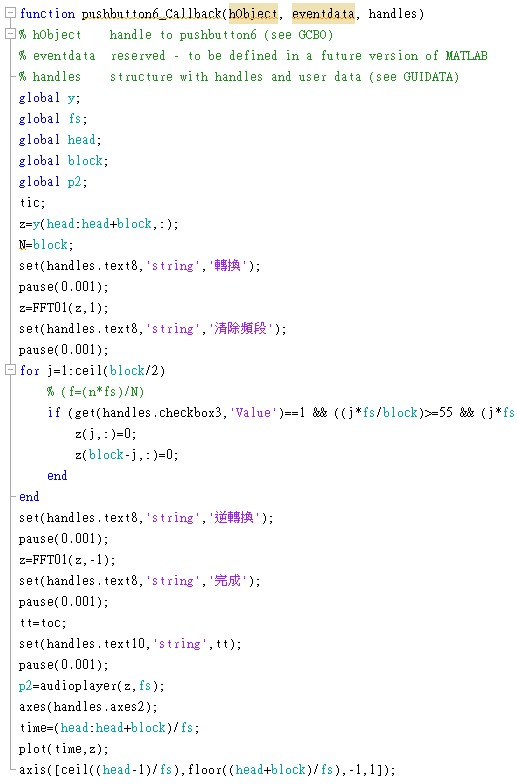 function pushbutton6_Callback(hObject, eventdata, handles)
% hObject    handle to pushbutton6 (see GCBO)
% eventdata  reserved - to be defined in a future version of MATLAB
% handles    structure with handles and user data (see GUIDATA)
global y;
global fs;
global head;
global block;
global p2;
tic;
z=y(head:head+block,:);
N=block;
set(handles.text8,'string','轉換');
pause(0.001);
z=FFT01(z,1);
set(handles.text8,'string','清除頻段');
pause(0.001);
for j=1:ceil(block/2)
    % (f=(n*fs)/N)
    if (get(handles.checkbox3,'Value')==1 && ((j*fs/block)>=55 && (j*fs
        z(j,:)=0;
        z(block-j,:)=0;
    end
end
set(handles.text8,'string','逆轉換');
pause(0.001);
z=FFT01(z,-1);
set(handles.text8,'string','完成');
pause(0.001);
tt=toc;
set(handles.text10,'string',tt);
pause(0.001);
p2=audioplayer(z,fs);
axes(handles.axes2);
time=(head:head+block)/fs;
plot(time,z);
axis([ceil((head-1)/fs),floor((head+block)/fs),-1,1]);